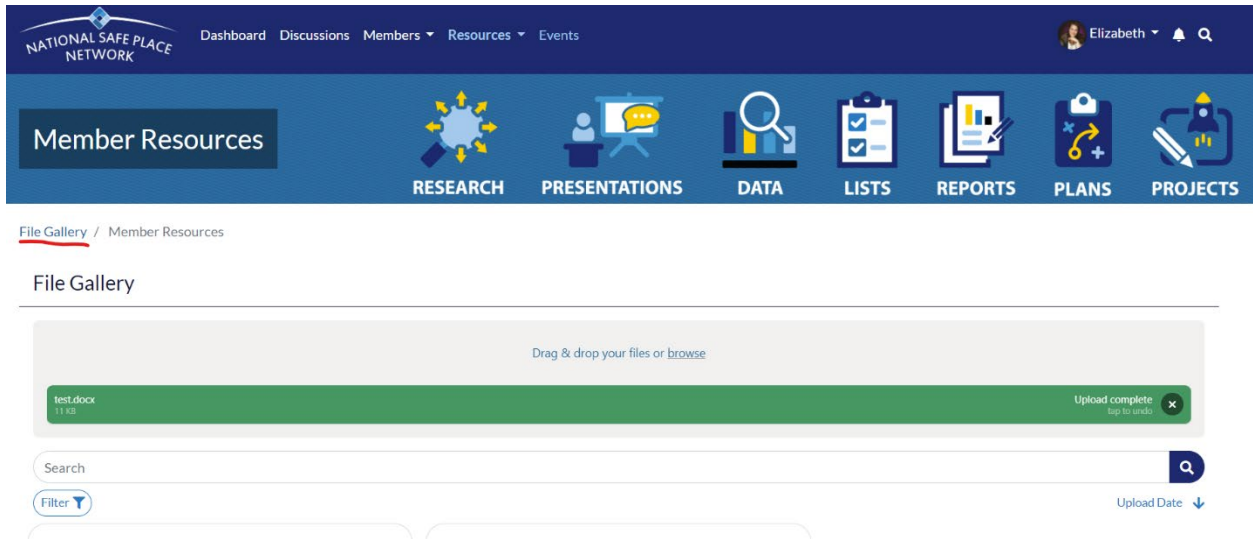 NATIONAL SAFE PLACE
NETWORK
Dashboard Discussions Members Resources Events
Elizabeth
Member Resources
RESEARCH PRESENTATIONS DATA LISTS REPORTS PLANS PROJECTS
File Gallery / Member Resources
File Gallery
Drag & drop your files or browse
test.docx Upload complete
11 KB tap to undo
Search
Filter Upload Date